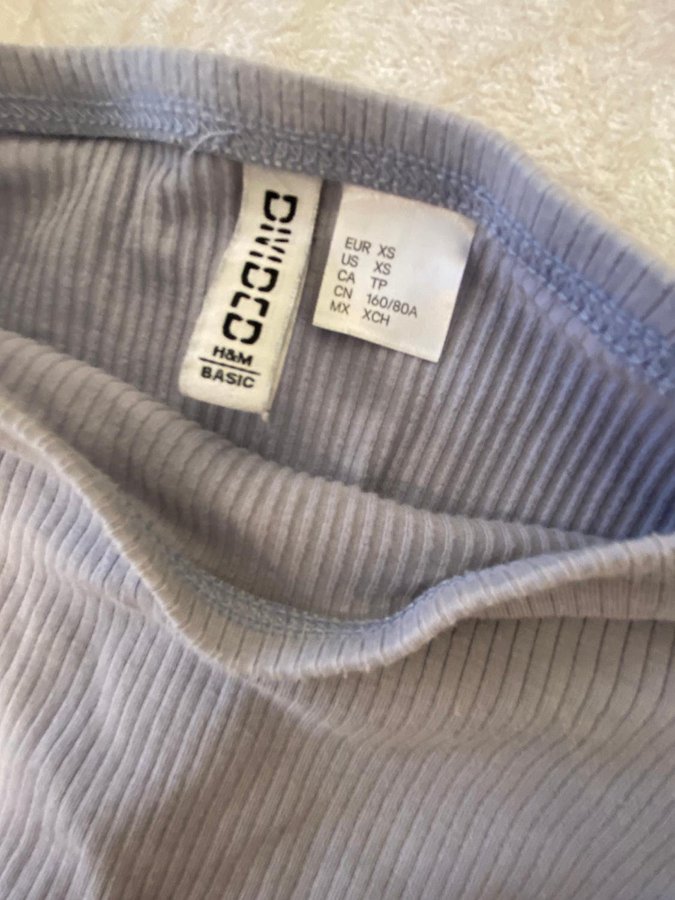 DIVIDED
H&M
BASIC
EUR XS
US XS
CA TP
CN 160/80A
MX XCH